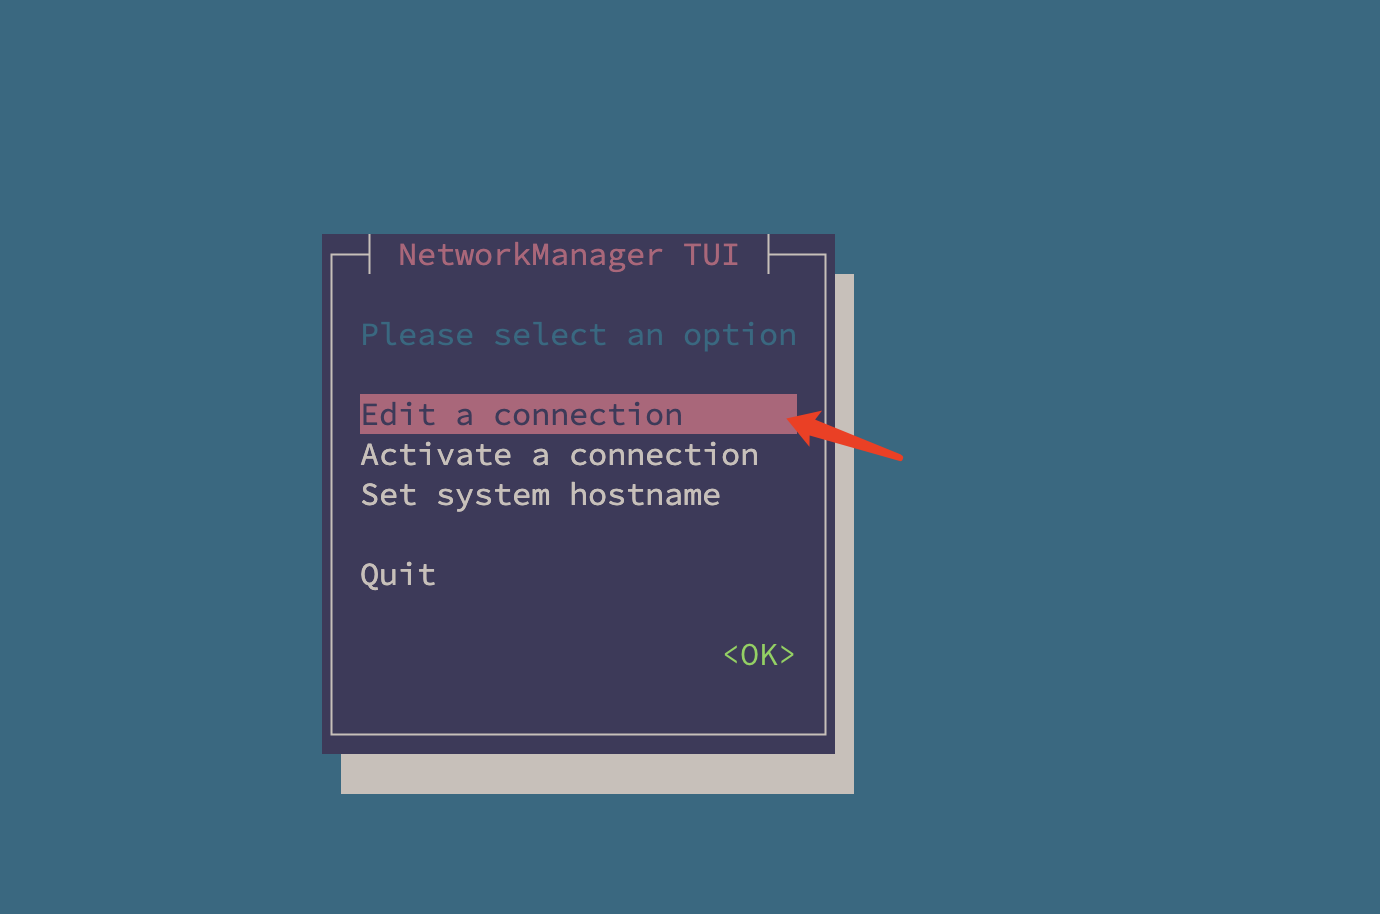 NetworkManager TUI
Please select an option
Edit a connection
Activate a connection
Set system hostname
Quit
<OK>